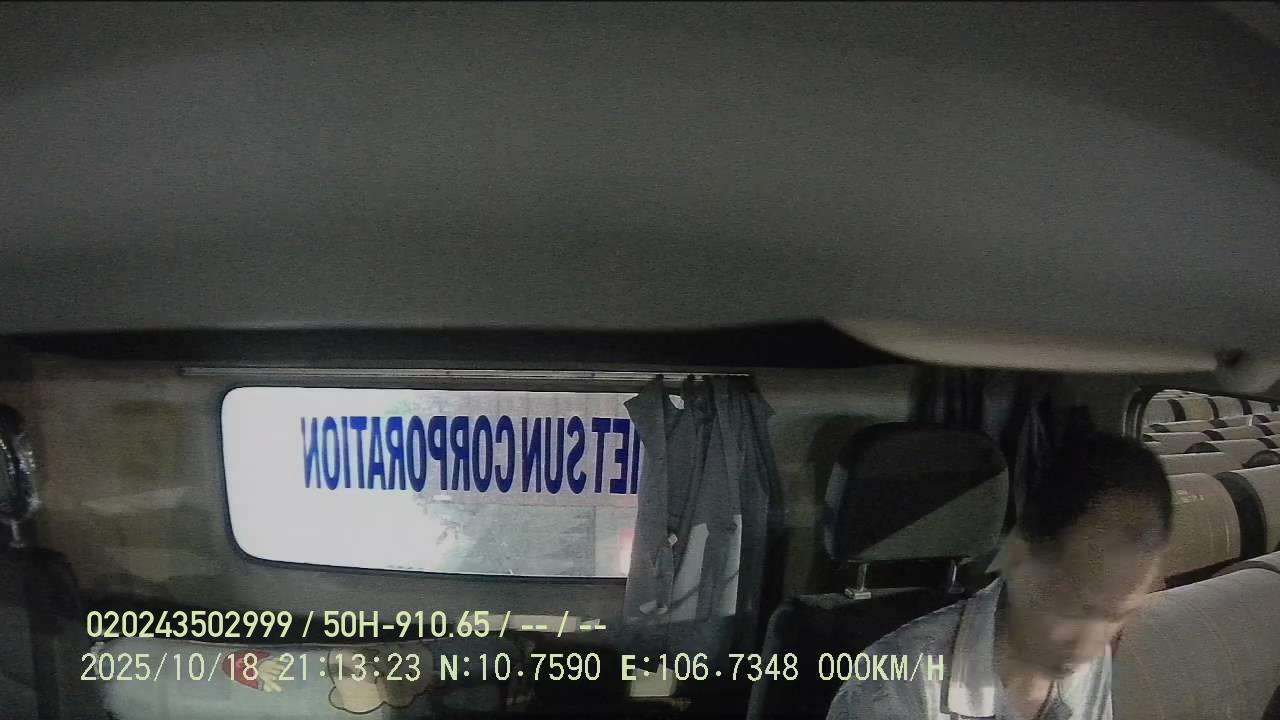 IET SUN CORPORATION
020243502999 / 50H-910.65 / -- / --
2025/10/18 21:13:23 N:10.7590 E:106.7348 000KM/H